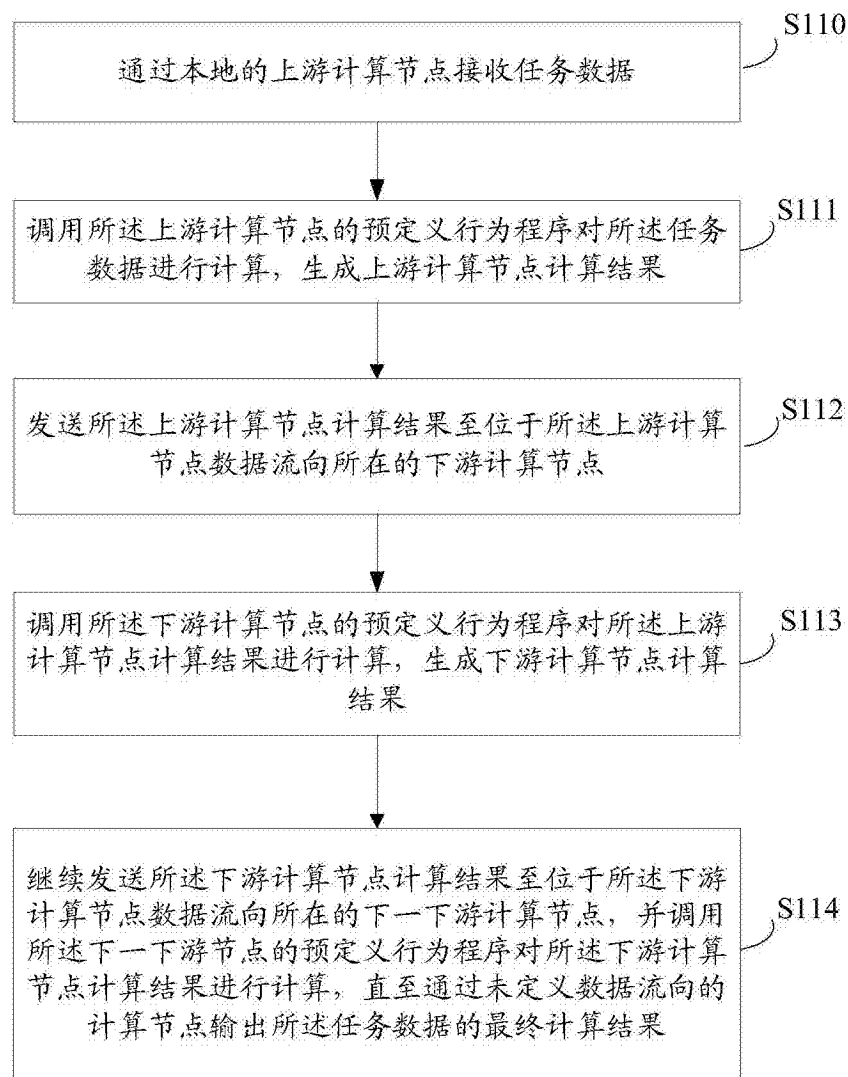 S110
通过本地的上游计算节点接收任务数据
S111
调用所述上游计算节点的预定义行为程序对所述任务
数据进行计算，生成上游计算节点计算结果
S112
发送所述上游计算节点计算结果至位于所述上游计算
节点数据流向所在的下游计算节点
S113
调用所述下游计算节点的预定义行为程序对所述上游
计算节点计算结果进行计算，生成下游计算节点计算
结果
S114
继续发送所述下游计算节点计算结果至位于所述下游
计算节点数据流向所在的下一下游计算节点，并调用
所述下一下游节点的预定义行为程序对所述下游计算
节点计算结果进行计算，直至通过未定义数据流向的
计算节点输出所述任务数据的最终计算结果